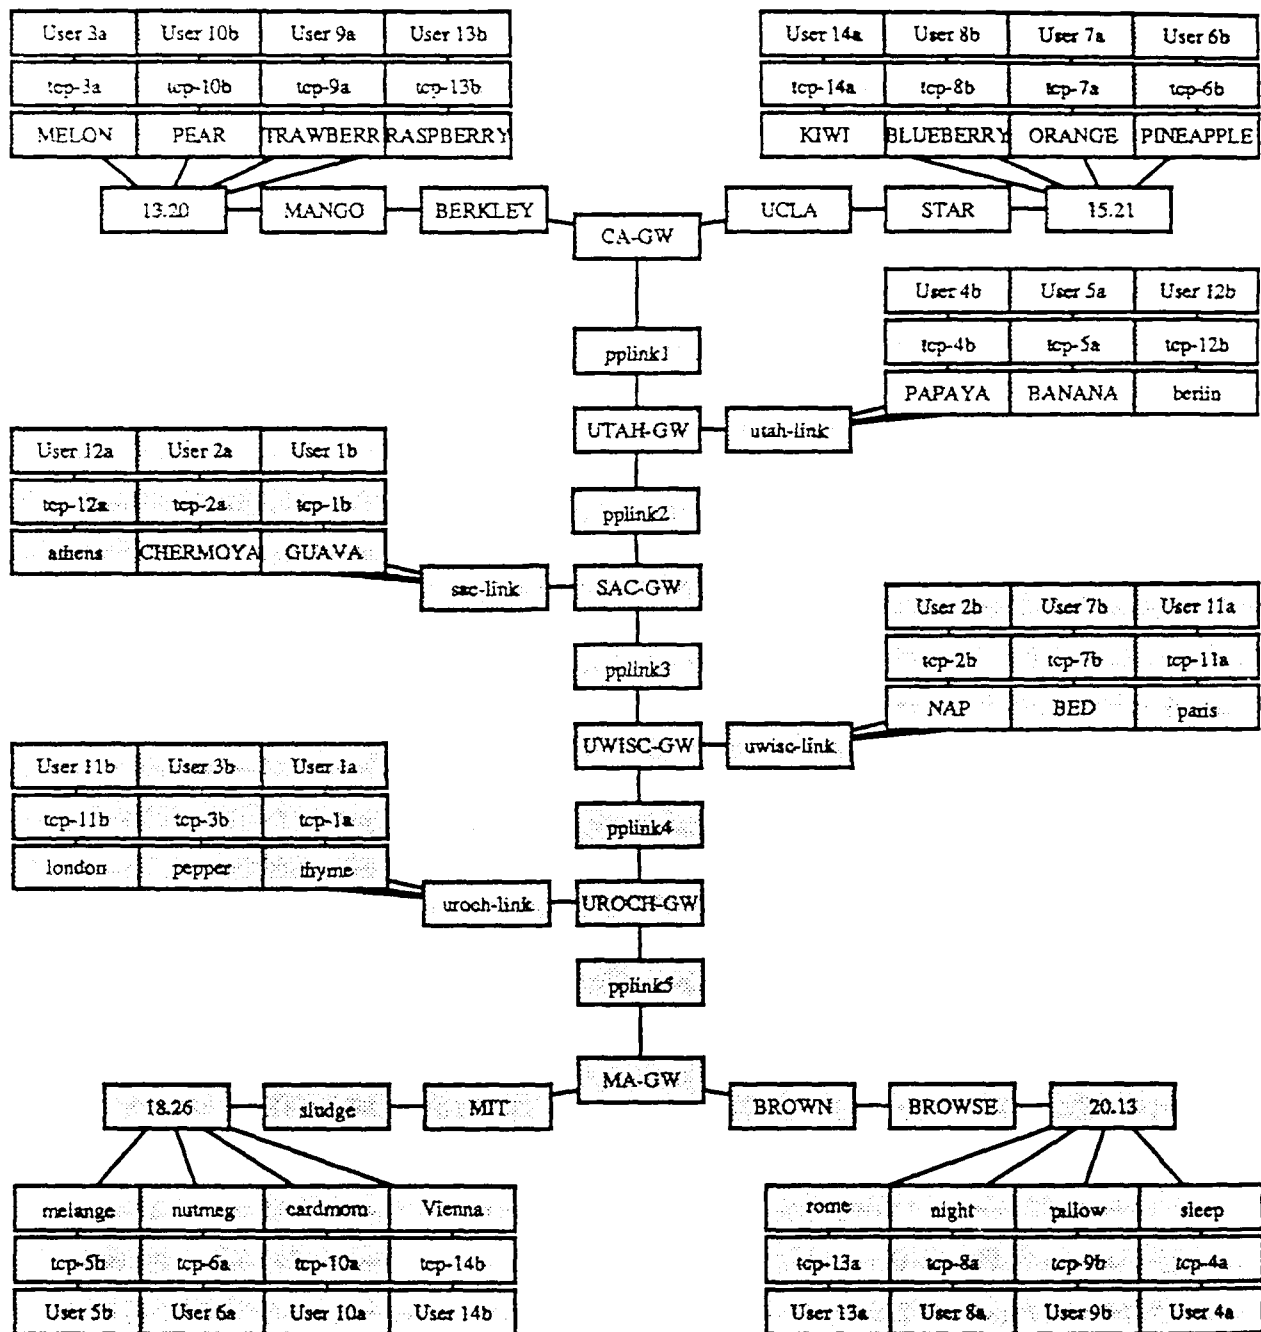 User 3a User 10b User 9a User 13b
tcp-3a tcp-10b tcp-9a tcp-13b
MELON PEAR TRAWBERR RASPBERRY
User 14a User 8b User 7a User 6b
tcp-14a tcp-8b tcp-7a tcp-6b
KIWI BLUEBERRY ORANGE PINEAPPLE
13.20 MANGO BERKLEY CA-GW UCLA STAR 15.21
pplink1
User 4b User 5a User 12b
tcp-4b tcp-5a tcp-12b
PAPAYA BANANA beriin
UTAH-GW utah-link
pplink2
User 12a User 2a User 1b
tcp-12a tcp-2a tcp-1b
athens CHERMOYA GUAVA
sac-link SAC-GW
pplink3
User 2b User 7b User 11a
tcp-2b tcp-7b tcp-11a
NAP BED paris
UWISC-GW uwisc-link
pplink4
User 11b User 3b User 1a
tcp-11b tcp-3b tcp-1a
london pepper thyme
uroch-link UROCH-GW
pplink5
18.26 sludge MIT MA-GW BROWN BROWSE 20.13
melange nutmeg cardmom Vienna
tcp-5b tcp-6a tcp-10a tcp-14b
User 5b User 6a User 10a User 14b
rome night pillow sleep
tcp-13a tcp-8a tcp-9b tcp-4a
User 13a User 8a User 9b User 4a